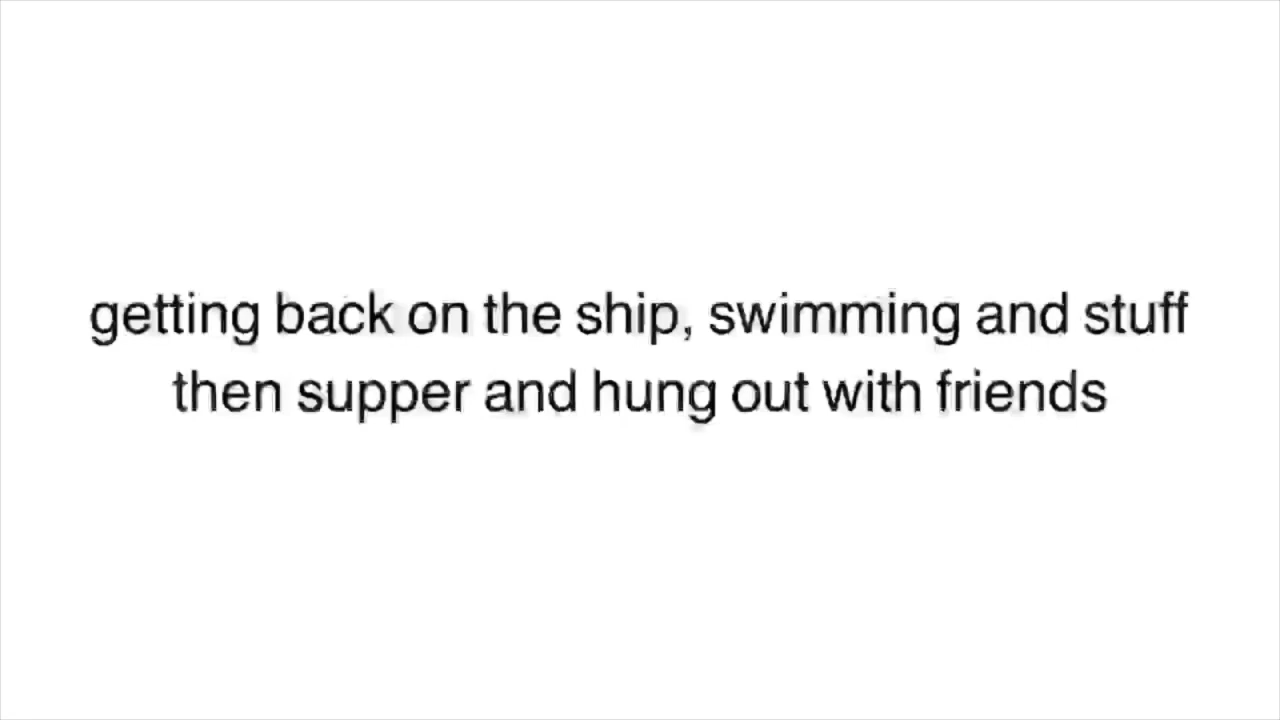 getting back on the ship, swimming and stuff
then supper and hung out with friends